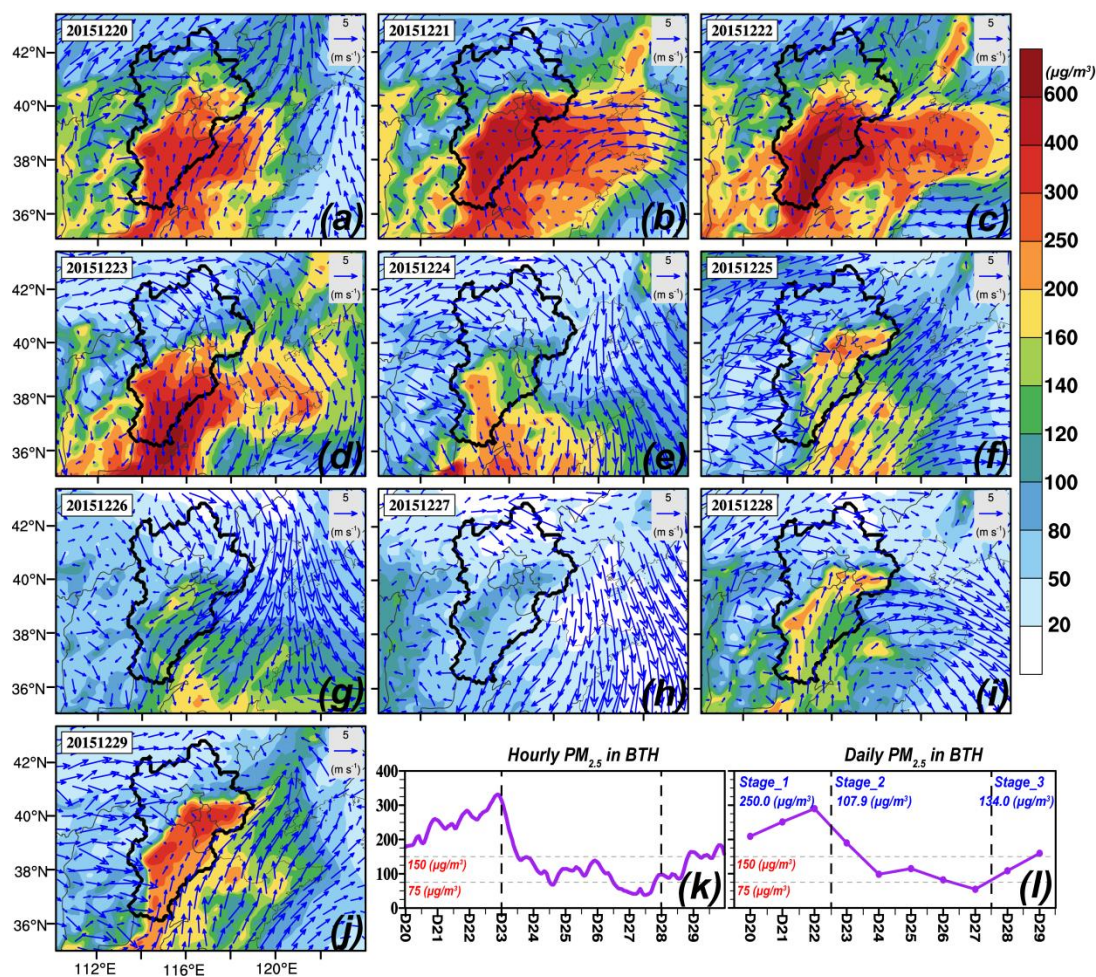 20151220
5
(m s⁻¹)
(a)
20151221
5
(m s⁻¹)
(b)
20151222
5
(m s⁻¹)
(c)
42°N
40°N
38°N
36°N
(μg/m³)
600
400
300
250
200
160
140
120
100
80
50
20
20151223
5
(m s⁻¹)
(d)
20151224
5
(m s⁻¹)
(e)
20151225
5
(m s⁻¹)
(f)
42°N
40°N
38°N
36°N
20151226
5
(m s⁻¹)
(g)
20151227
5
(m s⁻¹)
(h)
20151228
5
(m s⁻¹)
(i)
42°N
40°N
38°N
36°N
20151229
5
(m s⁻¹)
(j)
42°N
40°N
38°N
36°N
112°E 116°E 120°E
Hourly PM₂.₅ in BTH
400
300
200
100
0
150 (μg/m³)
75 (μg/m³)
(k)
D20 D21 D22 D23 D24 D25 D26 D27 D28 D29
Daily PM₂.₅ in BTH
Stage_1 Stage_2 Stage_3
250.0 (μg/m³) 107.9 (μg/m³) 134.0 (μg/m³)
150 (μg/m³)
75 (μg/m³)
(l)
D20 D21 D22 D23 D24 D25 D26 D27 D28 D29